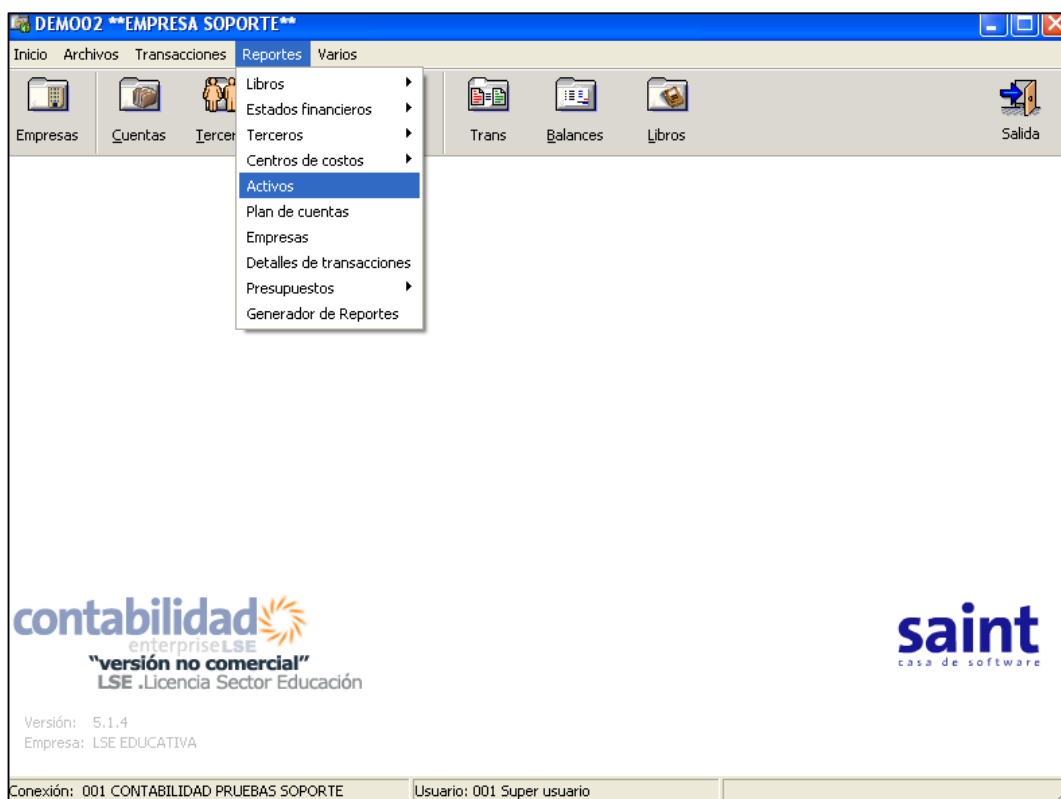 DEMO02 **EMPRESA SOPORTE**
Inicio Archivos Transacciones Reportes Varios
Empresas Cuentas Trans Balances Libros Salida
Libros
Estados financieros
Terceros
Centros de costos
Activos
Plan de cuentas
Empresas
Detalles de transacciones
Presupuestos
Generador de Reportes
contabilidad
enterprise LSE
“versión no comercial”
LSE .Licencia Sector Educación
saint
casa de software
Versión: 5.1.4
Empresa: LSE EDUCATIVA
Conexión: 001 CONTABILIDAD PRUEBAS SOPORTE Usuario: 001 Super usuario